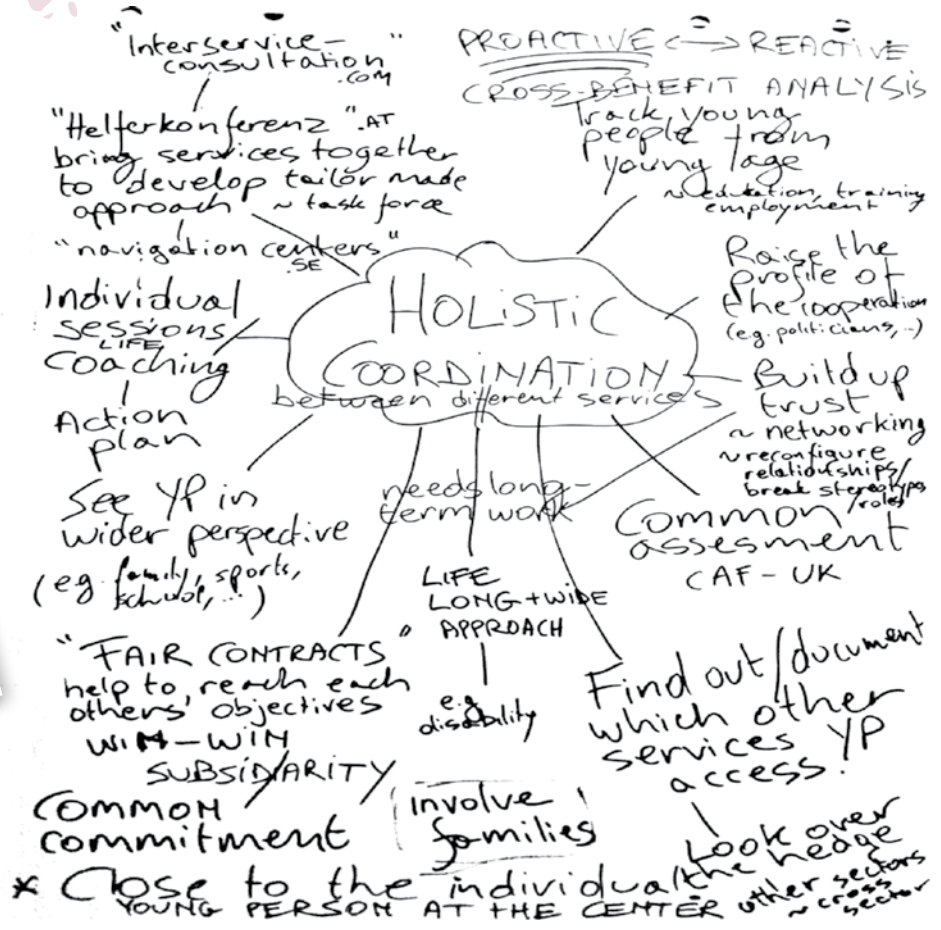 "Interservice-
consultation"
.COM
"Helferkonferenz" .AT
bring services together
to develop tailor made
approach ~ task force
"navigation centers"
.SE
Individual
sessions/
LIFE
Coaching
Action
plan
See YP in
wider perspective
(e.g. family, sports,
school, ...)
"FAIR CONTRACTS"
help to reach each
others' objectives
WIN-WIN
SUBSIDIARITY
COMMON
commitment
PROACTIVE <-> REACTIVE
CROSS-BENEFIT ANALYSIS
Track young
people from
young age
~ education, training
employment
HOLISTIC
COORDINATION
between different services
Raise the
profile of
the cooperation
(e.g. politicians, ..)
Build up
trust
~ networking
~ reconfigure
relationships/
break stereotypes
/roles
needs long-
term work
Common
assesment
CAF-UK
LIFE
LONG + WIDE
APPROACH
e.g.
disability
Find out/document
which other
services YP
access!
involve
families
Look over
the hedge
other sectors
~ cross
sector
* Close to the individual/
YOUNG PERSON AT THE CENTER